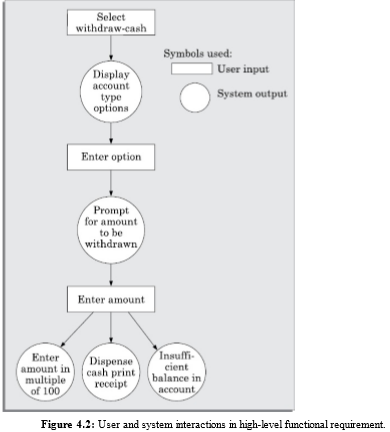 Select
withdraw-cash
Symbols used:
User input
System output
Display
account
type
options
Enter option
Prompt
for amount
to be
withdrawn
Enter amount
Enter
amount in
multiple
of 100
Dispense
cash print
receipt
Insuffi-
cient
balance in
account
Figure 4.2: User and system interactions in high-level functional requirement.